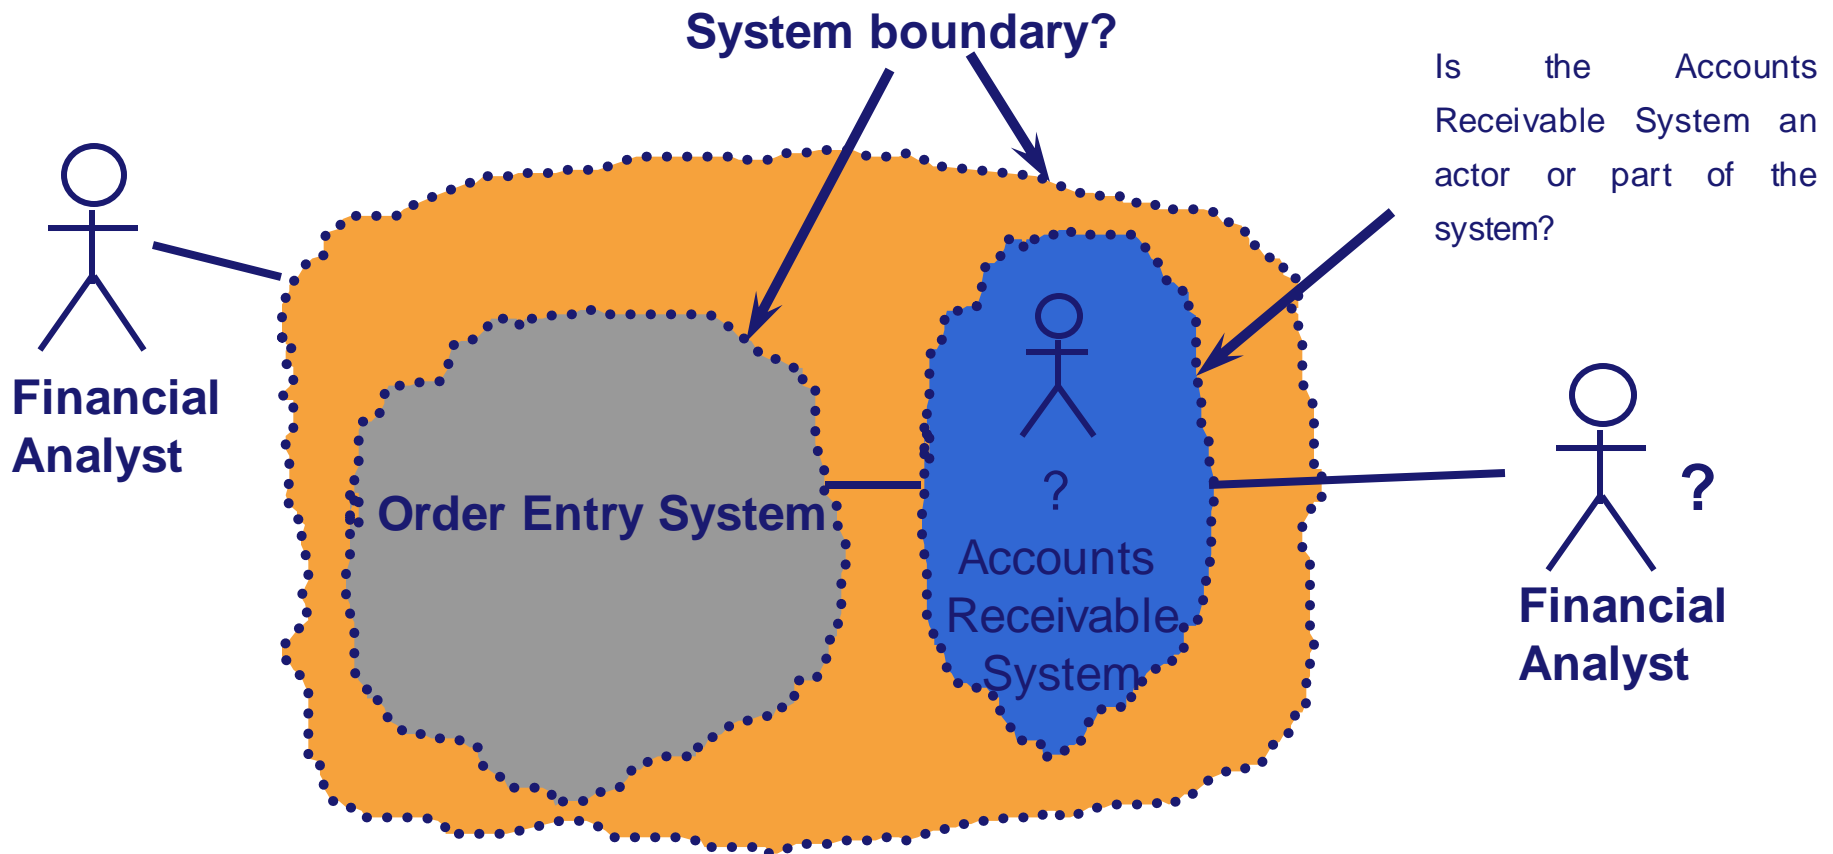 System boundary?
Is the Accounts
Receivable System an
actor or part of the
system?
Financial
Analyst
Order Entry System
?
Accounts
Receivable
System
?
Financial
Analyst